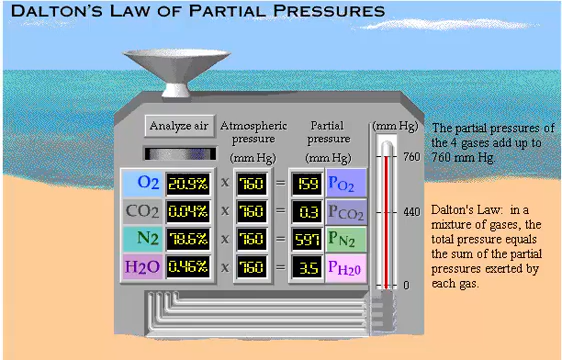 DALTON'S LAW OF PARTIAL PRESSURES
Analyze air
Atmospheric
pressure
(mm Hg)
Partial
pressure
(mm Hg)
(mm Hg)
O2 20.9% x 760 = 159 PO2
CO2 0.04% x 760 = 0.3 PCO2
N2 78.6% x 760 = 597 PN2
H2O 0.46% x 760 = 3.5 PH20
760
440
0
The partial pressures of
the 4 gases add up to
760 mm Hg.
Dalton's Law: in a
mixture of gases, the
total pressure equals
the sum of the partial
pressures exerted by
each gas.